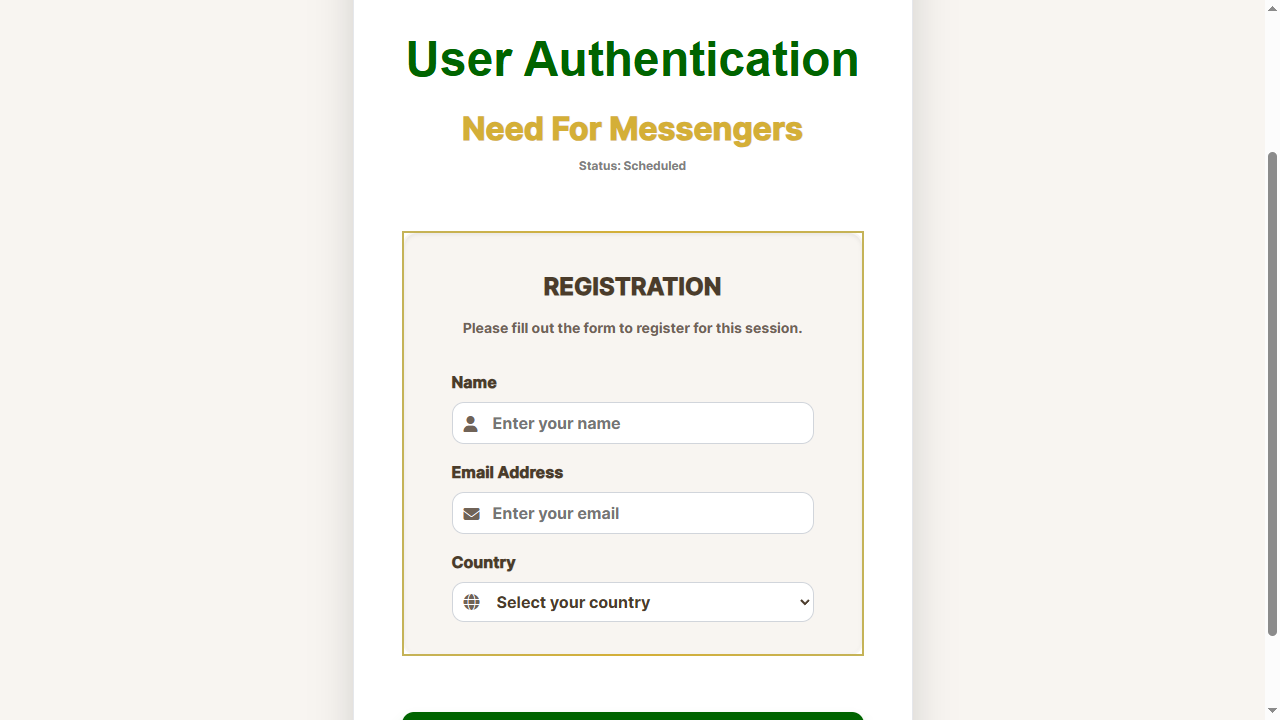 User Authentication
Need For Messengers
Status: Scheduled
REGISTRATION
Please fill out the form to register for this session.
Name
Enter your name
Email Address
Enter your email
Country
Select your country